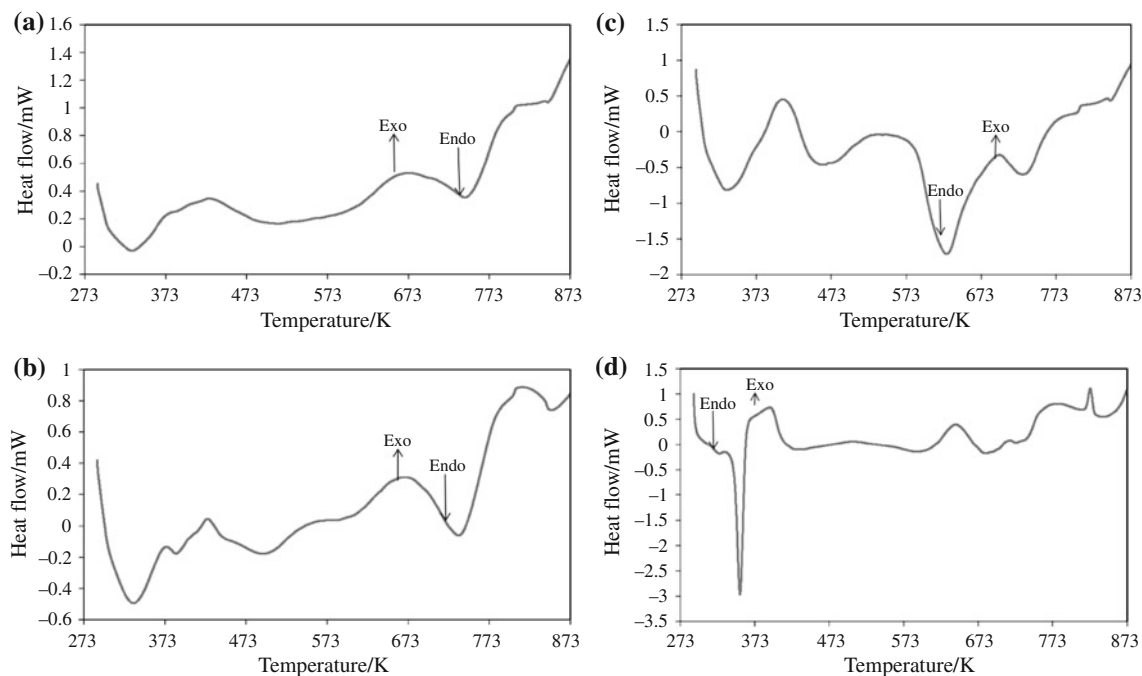 (a)
1.6
1.4
1.2
1
0.8
0.6
0.4
0.2
0
−0.2
Heat flow/mW
Exo
Endo
273 373 473 573 673 773 873
Temperature/K
(c)
1.5
1
0.5
0
−0.5
−1
−1.5
−2
Heat flow/mW
Exo
Endo
273 373 473 573 673 773 873
Temperature/K
(b)
1
0.8
0.6
0.4
0.2
0
−0.2
−0.4
−0.6
Heat flow/mW
Exo
Endo
273 373 473 573 673 773 873
Temperature/K
(d)
1.5
1
0.5
0
−0.5
−1
−1.5
−2
−2.5
−3
−3.5
Heat flow/mW
Exo
Endo
273 373 473 573 673 773 873
Temperature/K